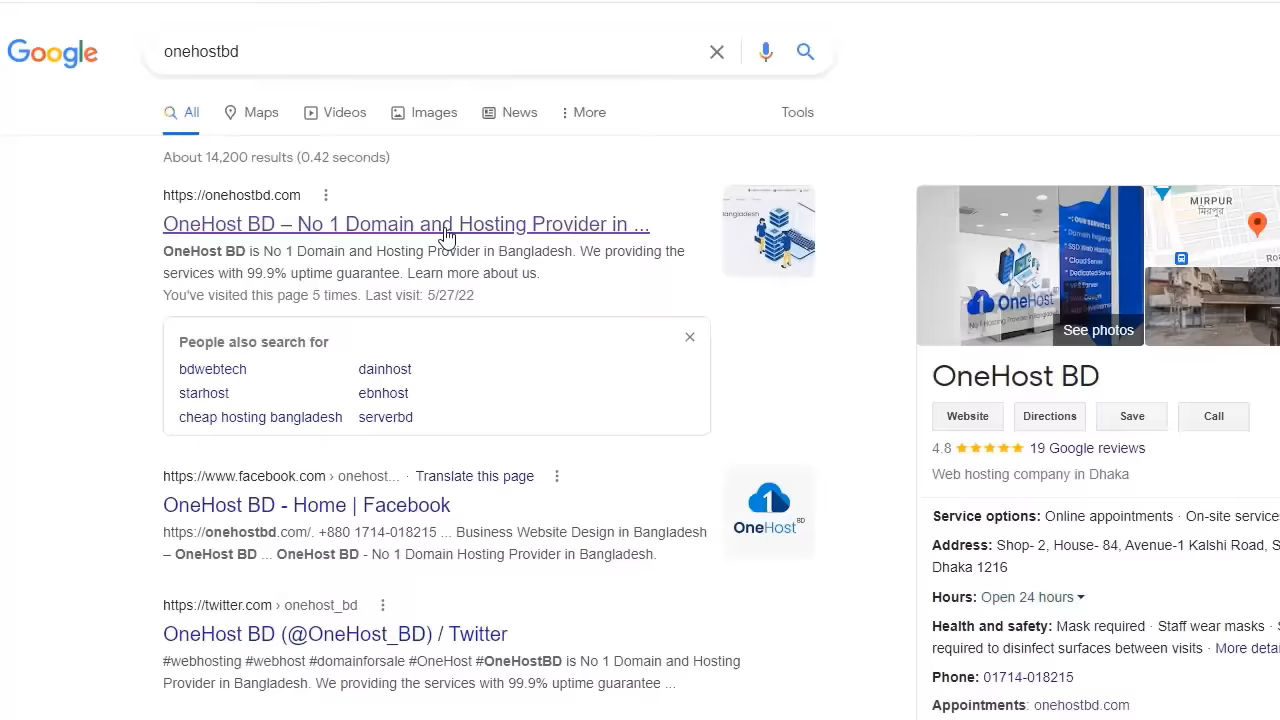 Google
onehostbd
All
Maps
Videos
Images
News
More
Tools
About 14,200 results (0.42 seconds)
https://onehostbd.com
OneHost BD – No 1 Domain and Hosting Provider in ...
OneHost BD is No 1 Domain and Hosting Provider in Bangladesh. We providing the
services with 99.9% uptime guarantee. Learn more about us.
You've visited this page 5 times. Last visit: 5/27/22
angladesh
People also search for
bdwebtech
dainhost
starhost
ebnhost
cheap hosting bangladesh
serverbd
https://www.facebook.com › onehost... · Translate this page
OneHost BD - Home | Facebook
https://onehostbd.com/. +880 1714-018215 ... Business Website Design in Bangladesh
– OneHost BD ... OneHost BD - No 1 Domain Hosting Provider in Bangladesh.
1
OneHost BD
https://twitter.com › onehost_bd
OneHost BD (@OneHost_BD) / Twitter
#webhosting #webhost #domainforsale #OneHost #OneHostBD is No 1 Domain and Hosting
Provider in Bangladesh. We providing the services with 99.9% uptime guarantee ...
OneHost
See photos
MIRPUR
মিরপুর
OneHost BD
Website
Directions
Save
Call
4.8
19 Google reviews
Web hosting company in Dhaka
Service options: Online appointments · On-site service
Address: Shop- 2, House- 84, Avenue-1 Kalshi Road, S
Dhaka 1216
Hours: Open 24 hours
Health and safety: Mask required · Staff wear masks ·
required to disinfect surfaces between visits · More detai
Phone: 01714-018215
Appointments: onehostbd.com